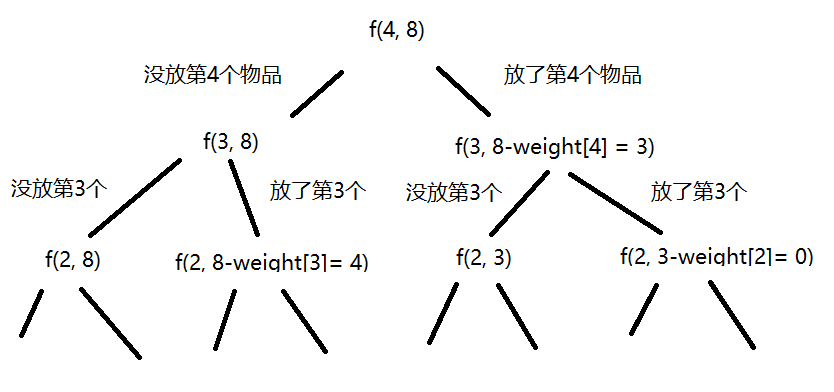 f(4, 8)
没放第4个物品
放了第4个物品
f(3, 8)
f(3, 8-weight[4] = 3)
没放第3个
放了第3个
没放第3个
放了第3个
f(2, 8)
f(2, 8-weight[3]= 4)
f(2, 3)
f(2, 3-weight[2]= 0)